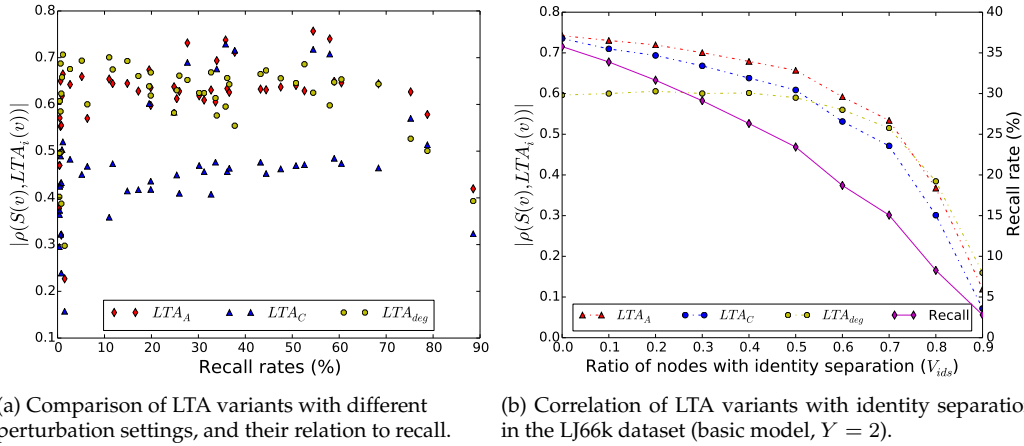 0.8
0.7
0.6
0.5
0.4
0.3
0.2
0.1
|ρ(S(v),LTA_i(v))|
0 10 20 30 40 50 60 70 80 90
LTA_A LTA_C LTA_deg
Recall rates (%)
0.8
0.7
0.6
0.5
0.4
0.3
0.2
0.1
0.0
|ρ(S(v),LTA_i(v))|
40
35
30
25
20
15
10
5
0
Recall rate (%)
LTA_A LTA_C LTA_deg Recall
0.0 0.1 0.2 0.3 0.4 0.5 0.6 0.7 0.8 0.9
Ratio of nodes with identity separation (V_ids)
a) Comparison of LTA variants with different
perturbation settings, and their relation to recall.
(b) Correlation of LTA variants with identity separatio
in the LJ66k dataset (basic model, Y = 2).